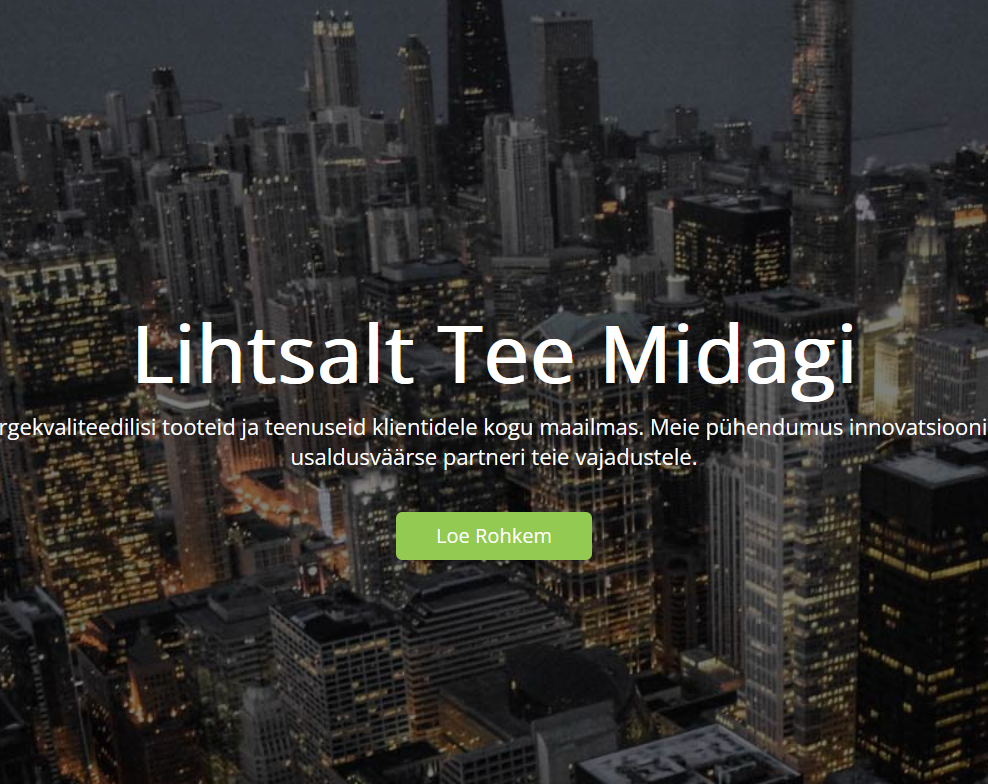 Lihtsalt Tee Midagi
rgekvaliteedilisi tooteid ja teenuseid klientidele kogu maailmas. Meie pühendumus innovatsiooni
usaldusväärse partneri teie vajadustele.
Loe Rohkem